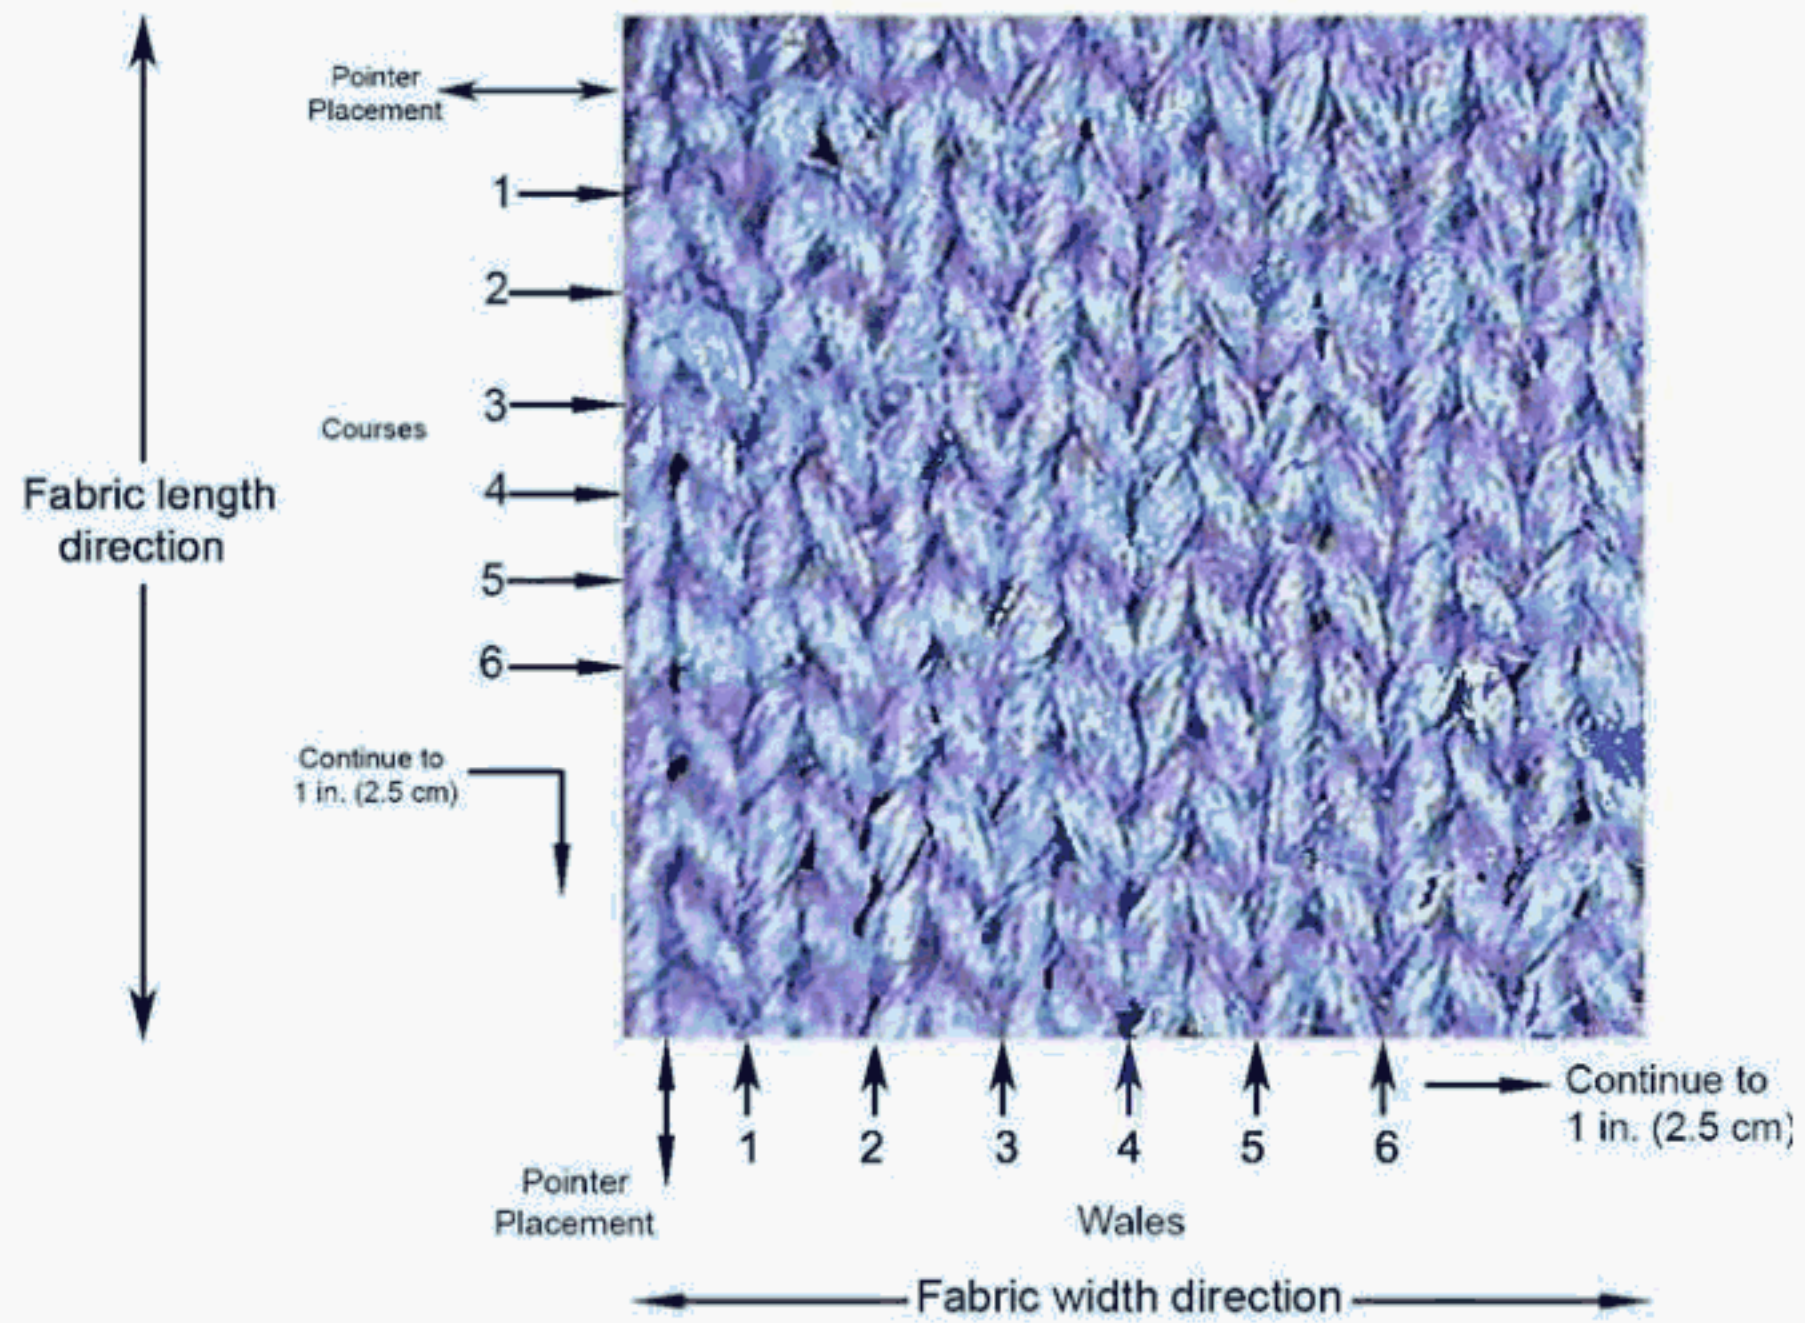 Pointer
Placement
1
2
3
Courses
4
Fabric length
direction
5
6
Continue to
1 in. (2.5 cm)
1
2
3
4
5
6
Continue to
1 in. (2.5 cm)
Pointer
Placement
Wales
Fabric width direction